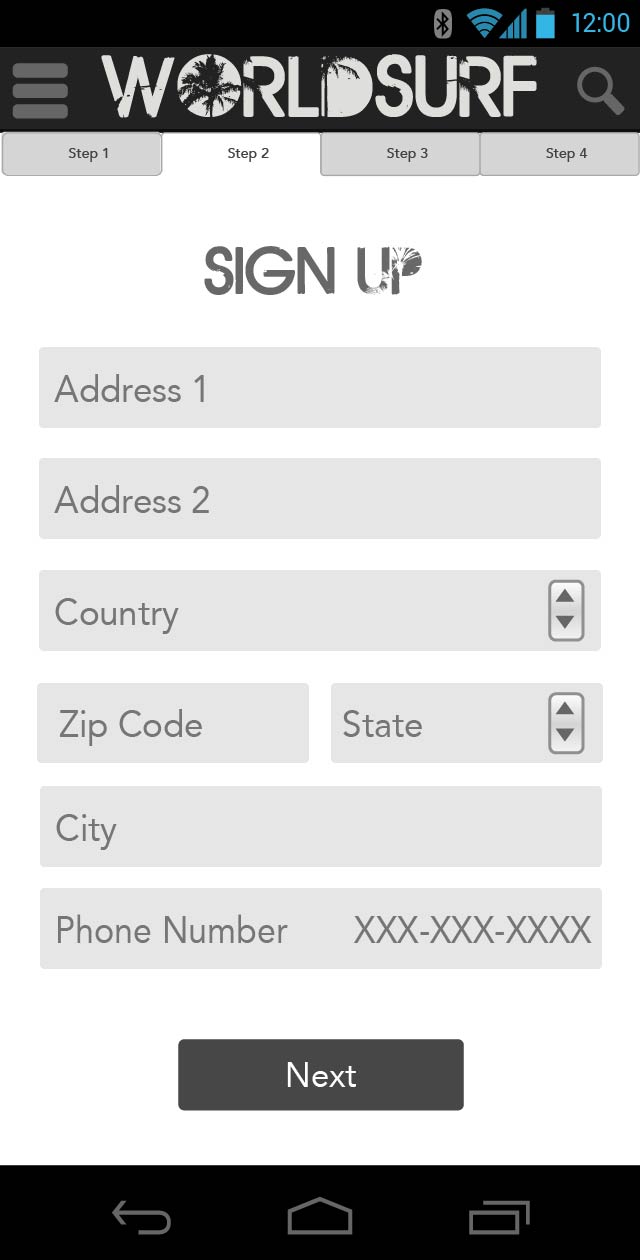 12:00
WORLDSURF
Step 1 Step 2 Step 3 Step 4
SIGN UP
Address 1
Address 2
Country
Zip Code State
City
Phone Number XXX-XXX-XXXX
Next